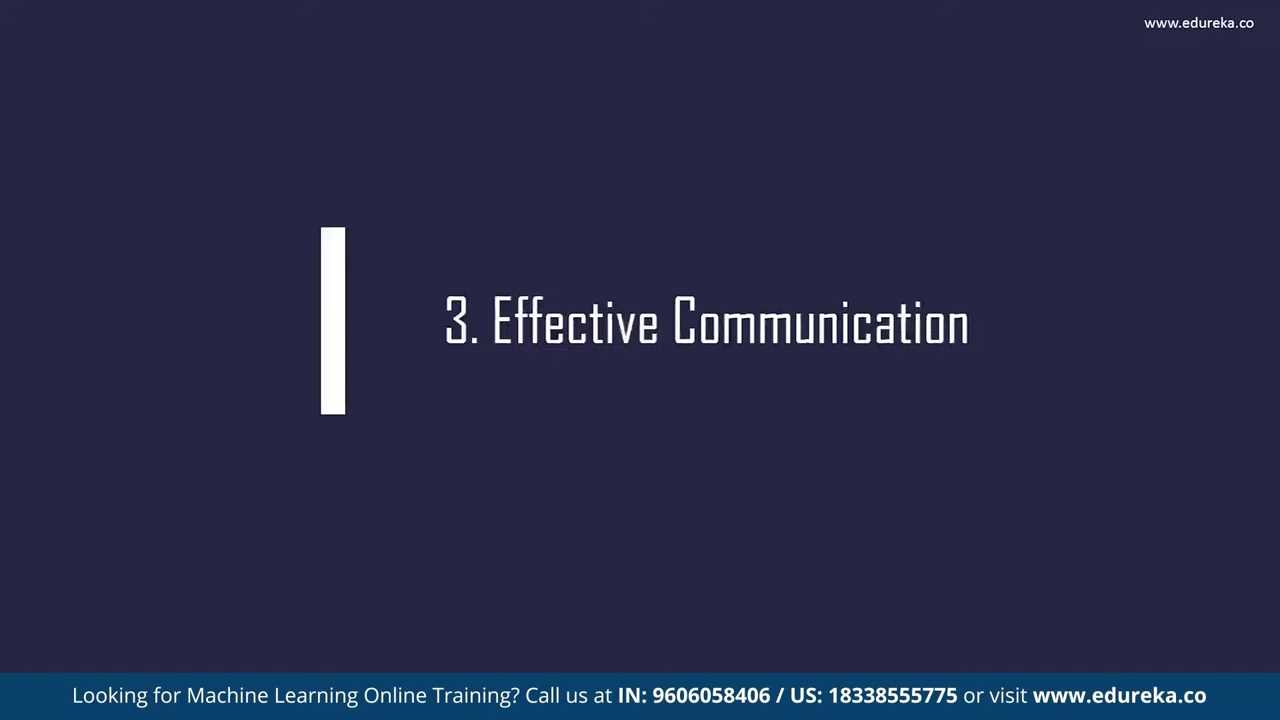 www.edureka.co
3. Effective Communication
Looking for Machine Learning Online Training? Call us at IN: 9606058406 / US: 18338555775 or visit www.edureka.co